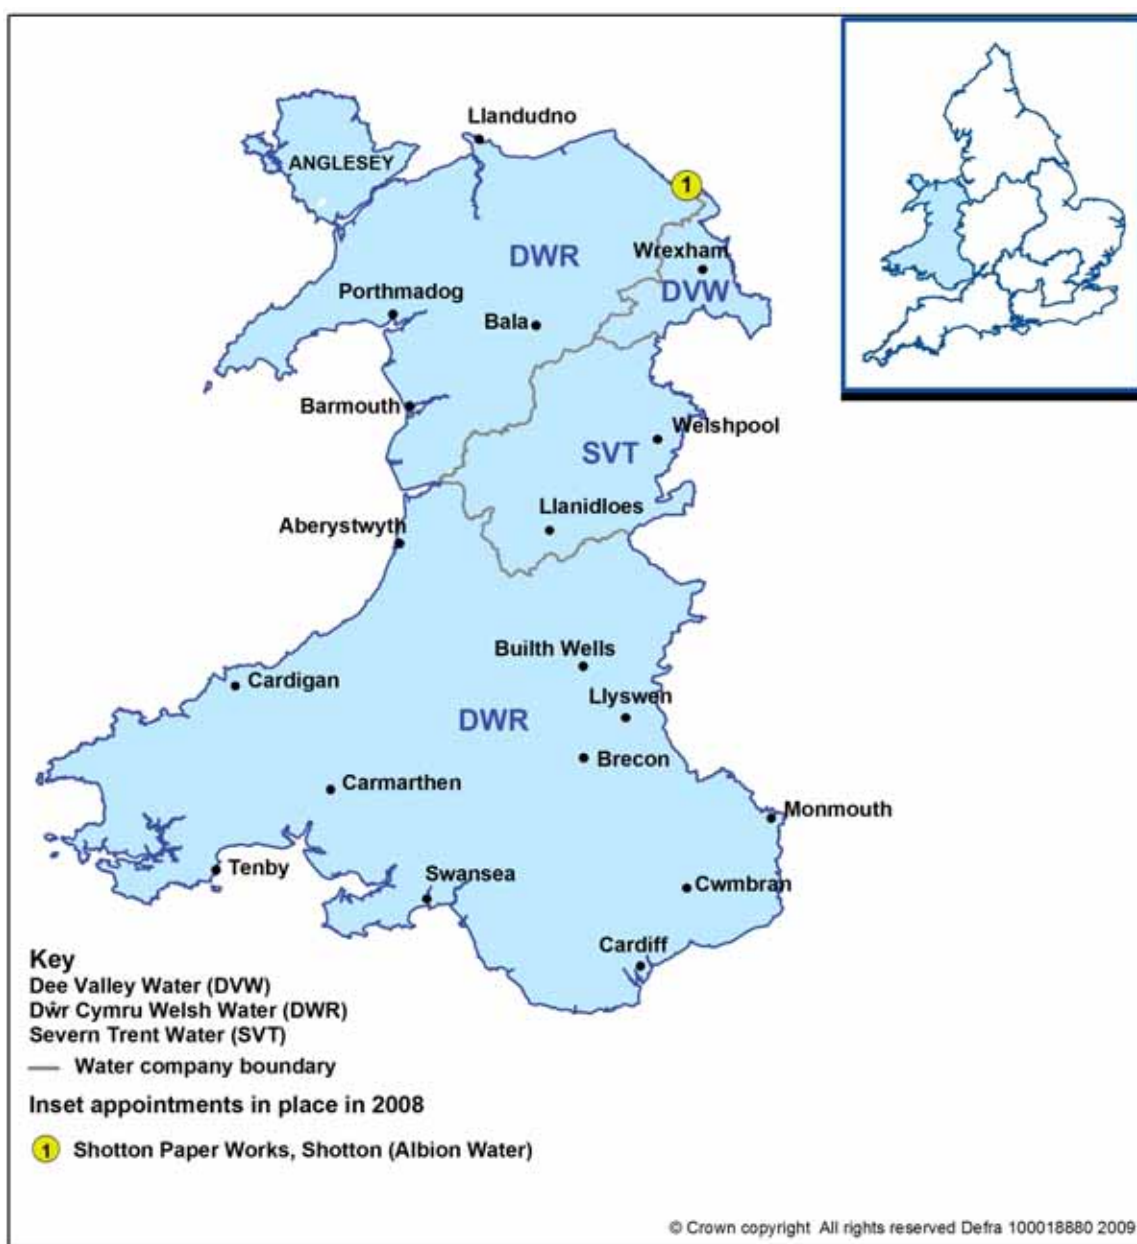 Llandudno
ANGLESEY
1
DWR
Wrexham
DVW
Porthmadog
Bala
Barmouth
Welshpool
SVT
Llanidloes
Aberystwyth
Builth Wells
Cardigan
Llyswen
DWR
Brecon
Carmarthen
Monmouth
Tenby
Swansea
Cwmbran
Cardiff
Key
Dee Valley Water (DVW)
Dŵr Cymru Welsh Water (DWR)
Severn Trent Water (SVT)
Water company boundary
Inset appointments in place in 2008
1 Shotton Paper Works, Shotton (Albion Water)
© Crown copyright All rights reserved Defra 100018880 2009